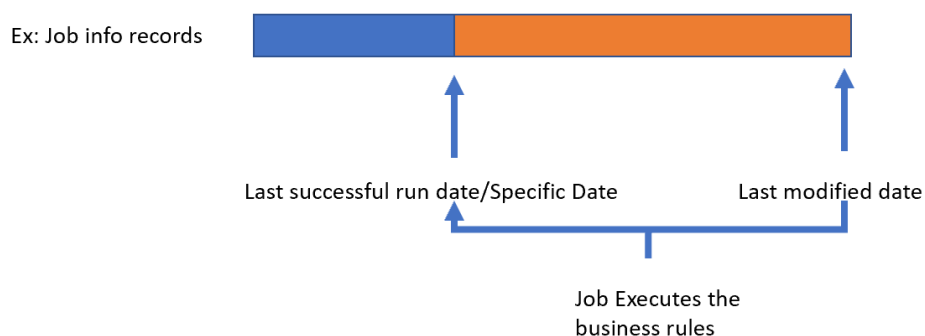 Ex: Job info records
Last successful run date/Specific Date
Last modified date
Job Executes the
business rules